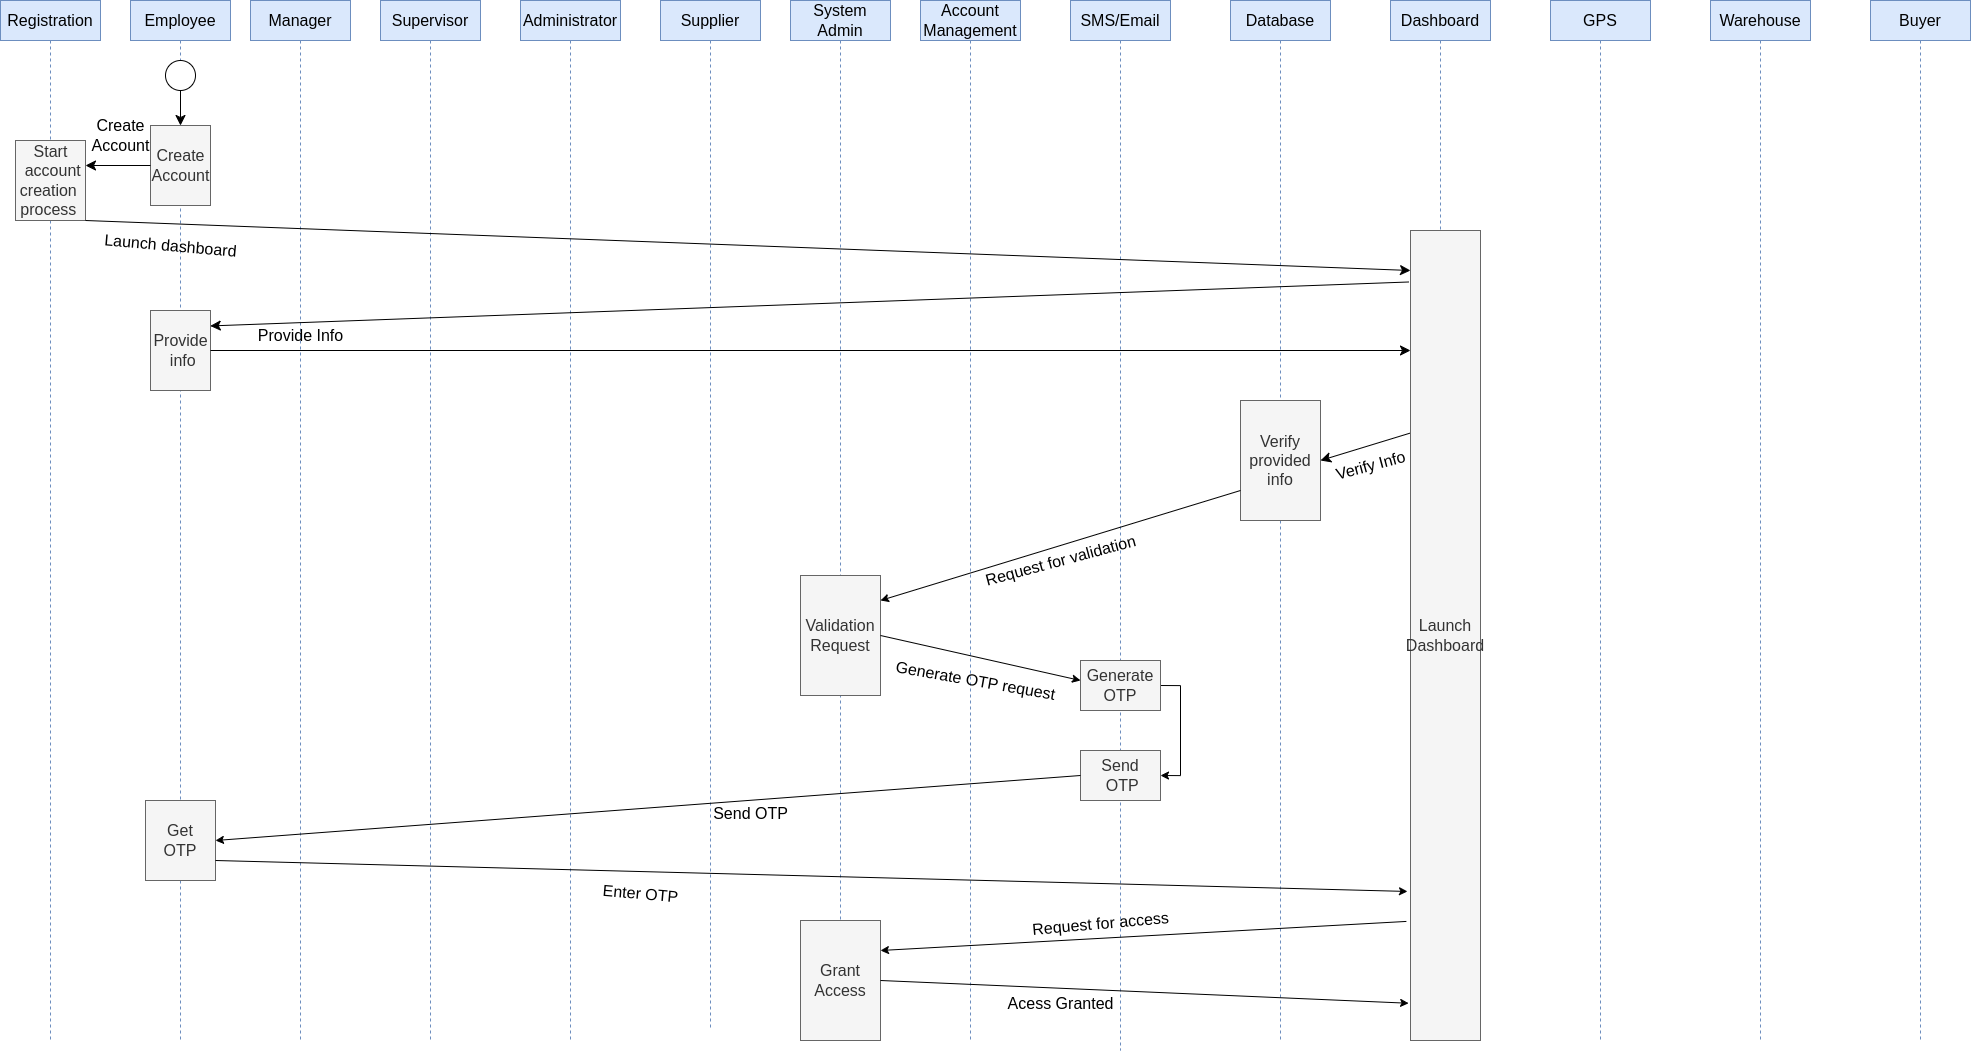 Registration
Employee
Manager
Supervisor
Administrator
Supplier
System
Admin
Account
Management
SMS/Email
Database
Dashboard
GPS
Warehouse
Buyer
Create
Account
Create
Account
Start
account
creation
process
Launch dashboard
Provide
info
Provide Info
Verify
provided
info
Verify Info
Request for validation
Validation
Request
Launch
Dashboard
Generate OTP request
Generate
OTP
Send
OTP
Send OTP
Get
OTP
Enter OTP
Request for access
Grant
Access
Acess Granted